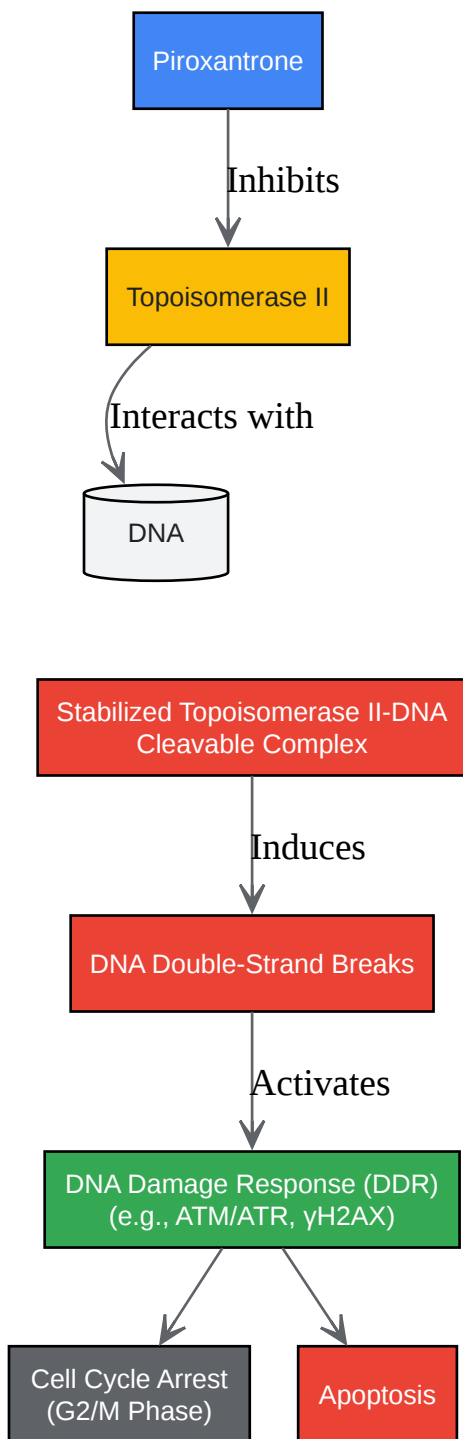 Piroxantrone
Inhibits
Topoisomerase II
Interacts with
DNA
Stabilized Topoisomerase II-DNA
Cleavable Complex
Induces
DNA Double-Strand Breaks
Activates
DNA Damage Response (DDR)
(e.g., ATM/ATR, γH2AX)
Cell Cycle Arrest
(G2/M Phase)
Apoptosis